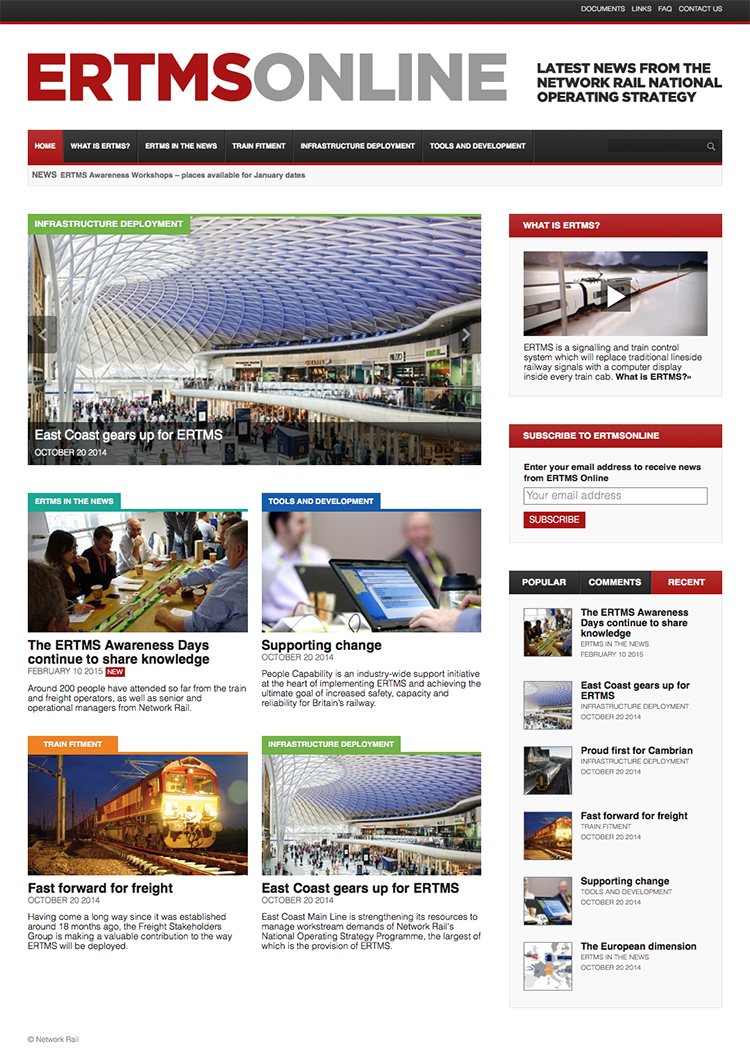 DOCUMENTS LINKS FAQ CONTACT US
ERTMSONLINE
LATEST NEWS FROM THE
NETWORK RAIL NATIONAL
OPERATING STRATEGY
HOME WHAT IS ERTMS? ERTMS IN THE NEWS TRAIN FITMENT INFRASTRUCTURE DEPLOYMENT TOOLS AND DEVELOPMENT
NEWS ERTMS Awareness Workshops – places available for January dates
INFRASTRUCTURE DEPLOYMENT
East Coast gears up for ERTMS
OCTOBER 20 2014
ERTMS IN THE NEWS
The ERTMS Awareness Days
continue to share knowledge
FEBRUARY 10 2015 NEW
Around 200 people have attended so far from the train
and freight operators, as well as senior and
operational managers from Network Rail.
TOOLS AND DEVELOPMENT
Supporting change
OCTOBER 20 2014
People Capability is an industry-wide support initiative
at the heart of implementing ERTMS and achieving the
ultimate goal of increased safety, capacity and
reliability for Britain's railway.
TRAIN FITMENT
Fast forward for freight
OCTOBER 20 2014
Having come a long way since it was established
around 18 months ago, the Freight Stakeholders
Group is making a valuable contribution to the way
ERTMS will be deployed.
INFRASTRUCTURE DEPLOYMENT
East Coast gears up for ERTMS
OCTOBER 20 2014
East Coast Main Line is strengthening its resources to
manage workstream demands of Network Rail's
National Operating Strategy Programme, the largest of
which is the provision of ERTMS.
WHAT IS ERTMS?
ERTMS is a signalling and train control
system which will replace traditional lineside
railway signals with a computer display
inside every train cab. What is ERTMS?»
SUBSCRIBE TO ERTMSONLINE
Enter your email address to receive news
from ERTMS Online
Your email address
SUBSCRIBE
POPULAR COMMENTS RECENT
The ERTMS Awareness
Days continue to share
knowledge
ERTMS IN THE NEWS
FEBRUARY 10 2015
East Coast gears up for
ERTMS
INFRASTRUCTURE DEPLOYMENT
OCTOBER 20 2014
Proud first for Cambrian
INFRASTRUCTURE DEPLOYMENT
OCTOBER 20 2014
Fast forward for freight
TRAIN FITMENT
OCTOBER 20 2014
Supporting change
TOOLS AND DEVELOPMENT
OCTOBER 20 2014
The European dimension
ERTMS IN THE NEWS
OCTOBER 20 2014
© Network Rail